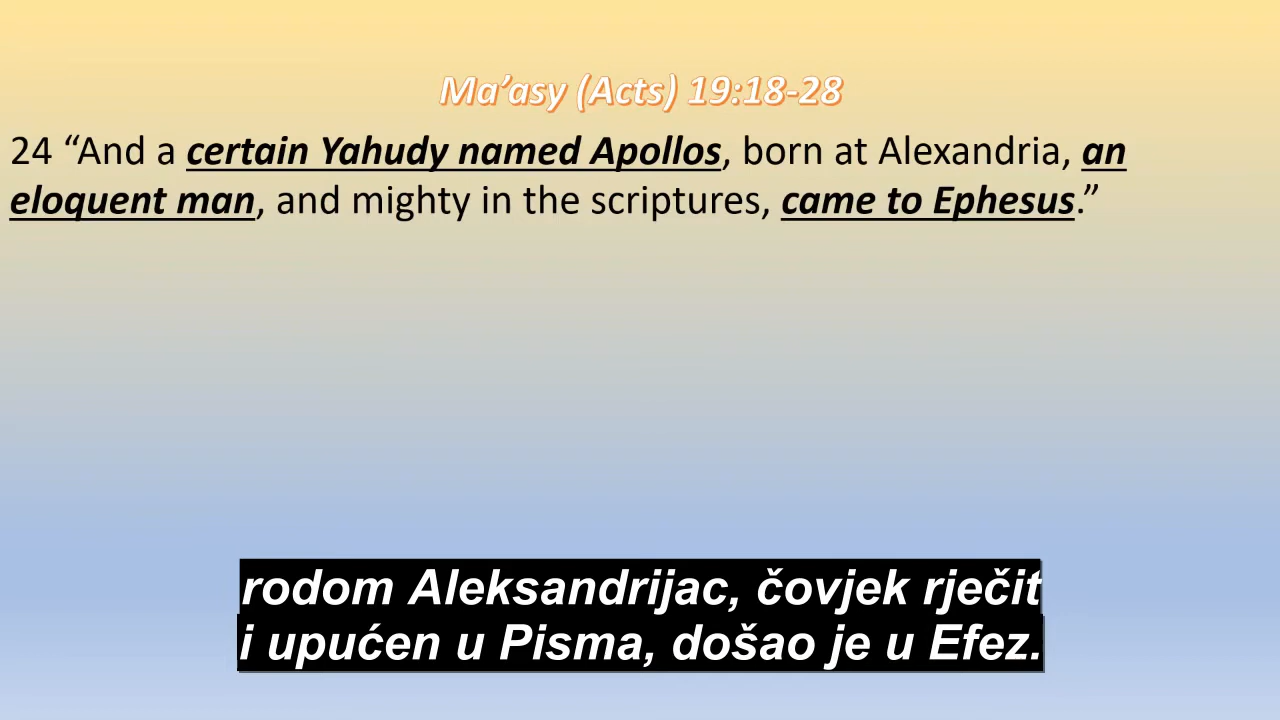 Ma’asy (Acts) 19:18-28
24 “And a certain Yahudy named Apollos, born at Alexandria, an
eloquent man, and mighty in the scriptures, came to Ephesus.”
rodom Aleksandrijac, čovjek rječit
i upućen u Pisma, došao je u Efez.